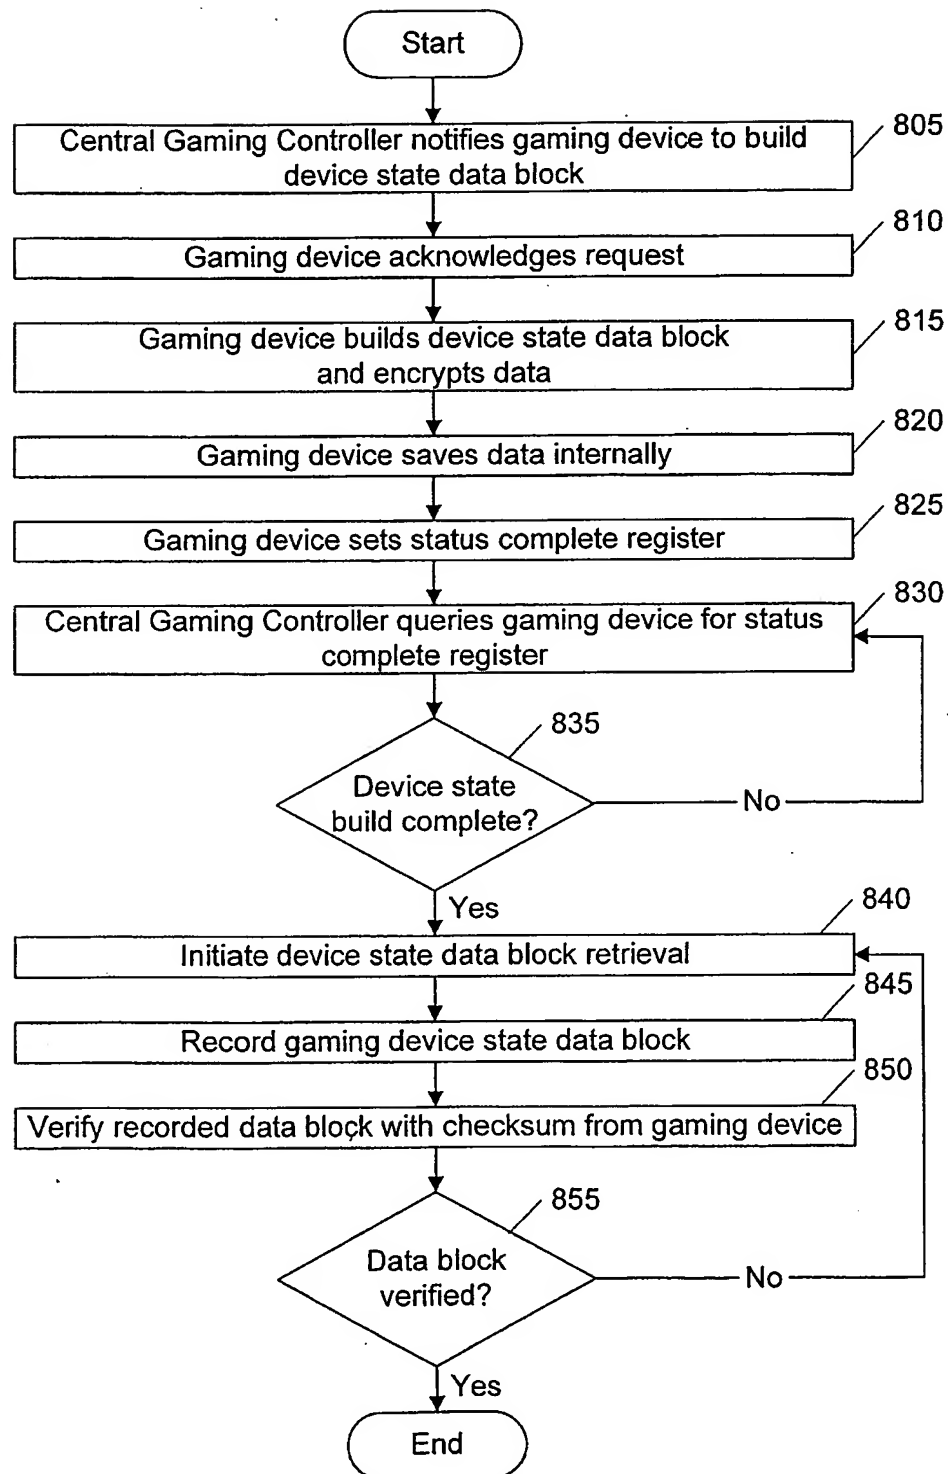 Start
805
Central Gaming Controller notifies gaming device to build
device state data block
810
Gaming device acknowledges request
815
Gaming device builds device state data block
and encrypts data
820
Gaming device saves data internally
825
Gaming device sets status complete register
830
Central Gaming Controller queries gaming device for status
complete register
835
Device state
build complete?
No
Yes
840
Initiate device state data block retrieval
845
Record gaming device state data block
850
Verify recorded data block with checksum from gaming device
855
Data block
verified?
No
Yes
End